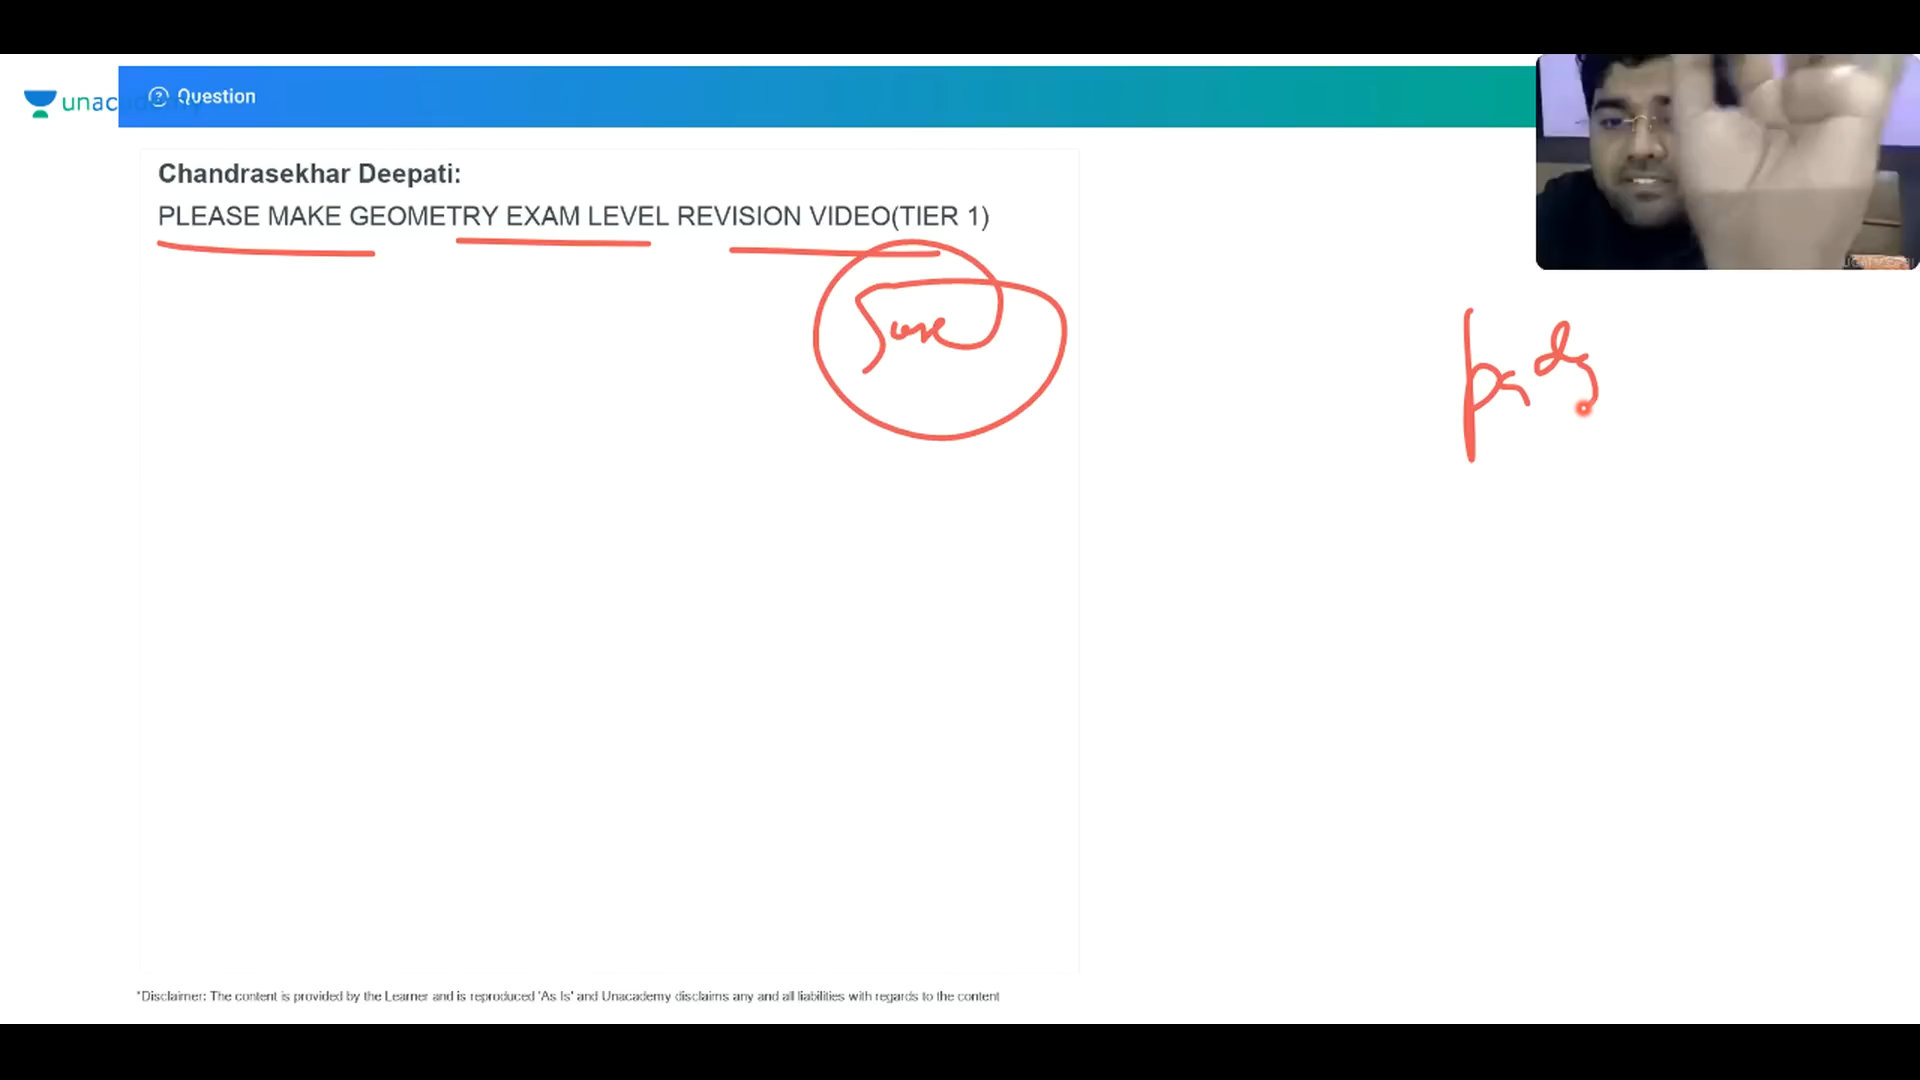 unacademy
Question
Chandrasekhar Deepati:
PLEASE MAKE GEOMETRY EXAM LEVEL REVISION VIDEO(TIER 1)
Sure
*Disclaimer: The content is provided by the Learner and is reproduced 'As Is' and Unacademy disclaims any and all liabilities with regards to the content